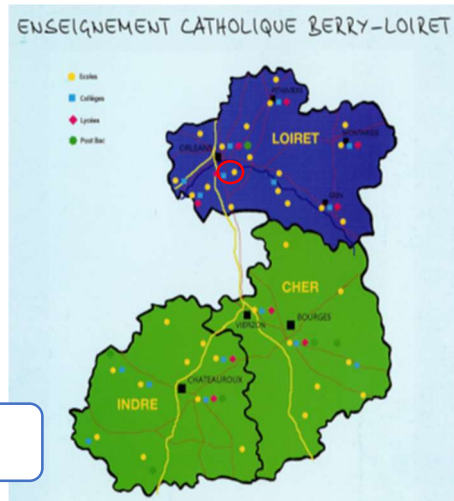 ENSEIGNEMENT CATHOLIQUE BERRY-LOIRET
Ecoles
Collèges
Lycées
Post Bac
PITHIVIERS
ORLEANS
LOIRET
MONTARGIS
GIEN
CHER
VIERZON
BOURGES
CHATEAUROUX
INDRE